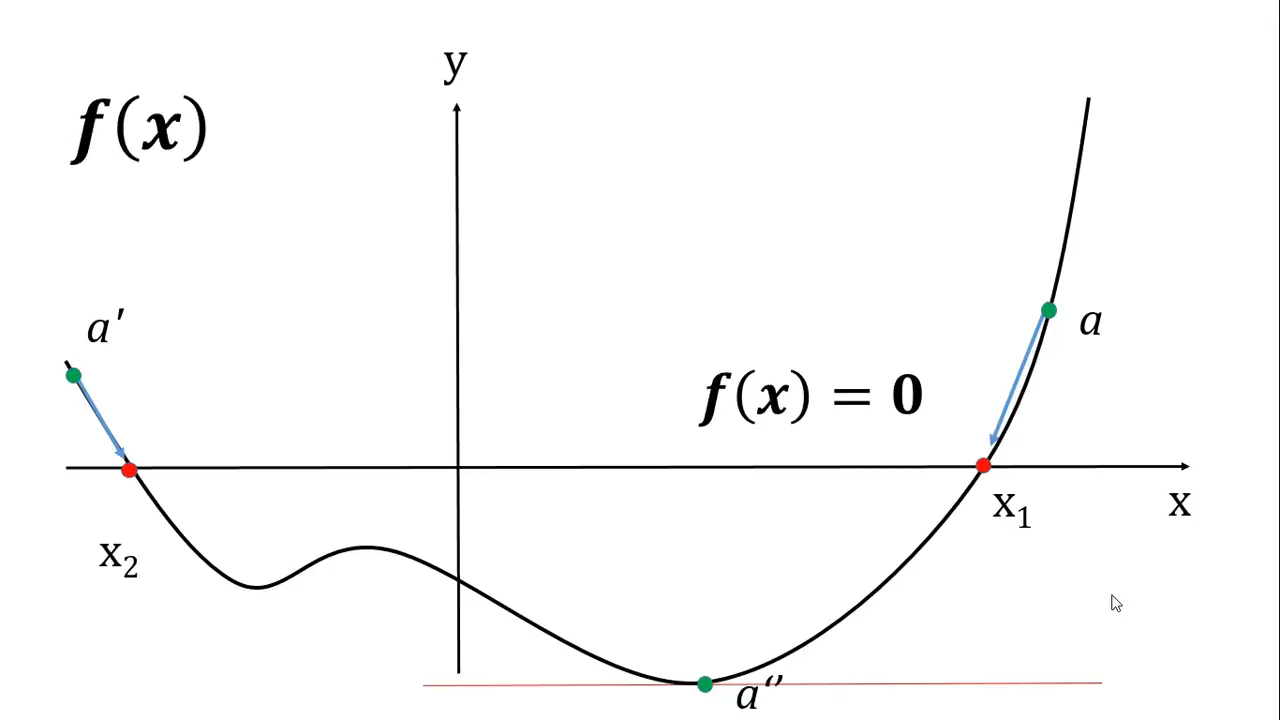 y
f(x)
a′
a
f(x) = 0
x₁
x
x₂
a″